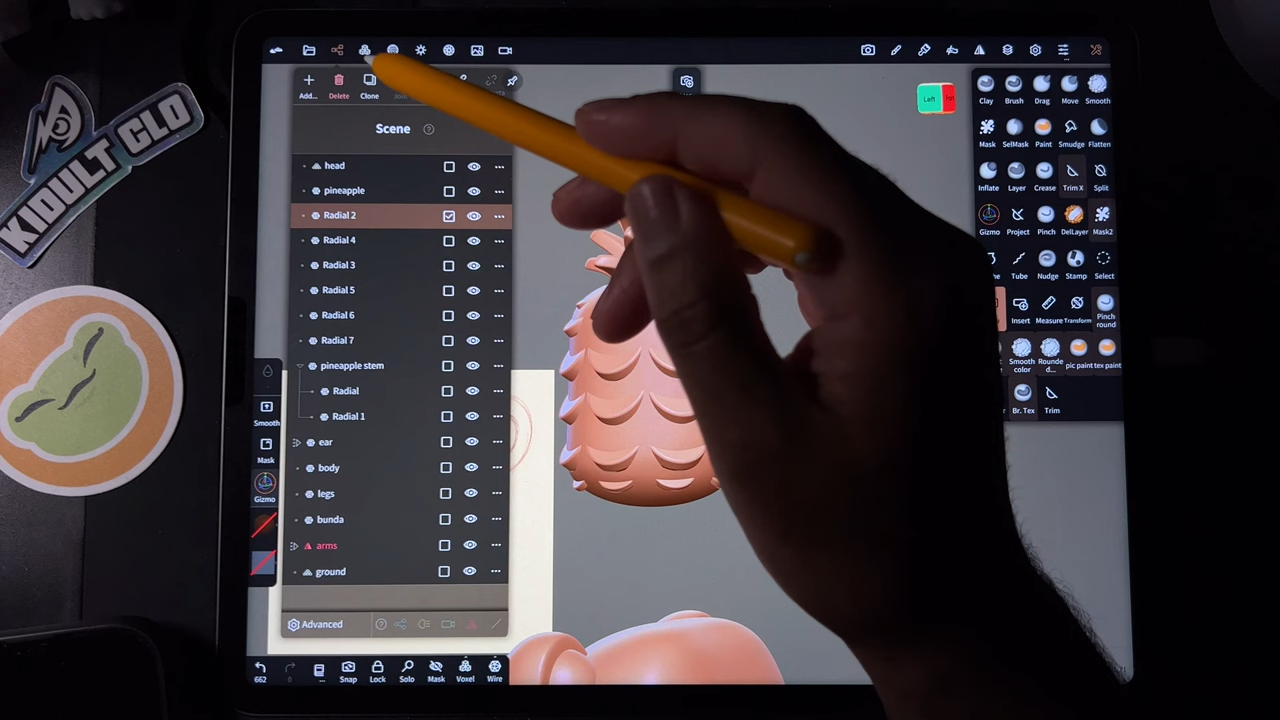 KIDULT CLO
Add...
Delete
Clone
Scene
head
pineapple
Radial 2
Radial 4
Radial 3
Radial 5
Radial 6
Radial 7
pineapple stem
Radial
Radial 1
ear
body
legs
bunda
arms
ground
Advanced
Smooth
Mask
Gizmo
662
0
Snap
Lock
Solo
Mask
Voxel
Wire
Left
Clay
Brush
Drag
Move
Smooth
Mask
SelMask
Paint
Smudge
Flatten
Inflate
Layer
Crease
Trim X
Split
Gizmo
Project
Pinch
DelLayer
Mask2
Tube
Nudge
Stamp
Select
Insert
Measure
Transform
Pinch
round
Smooth
color
Rounde
d...
pic paint
tex paint
Br. Tex
Trim